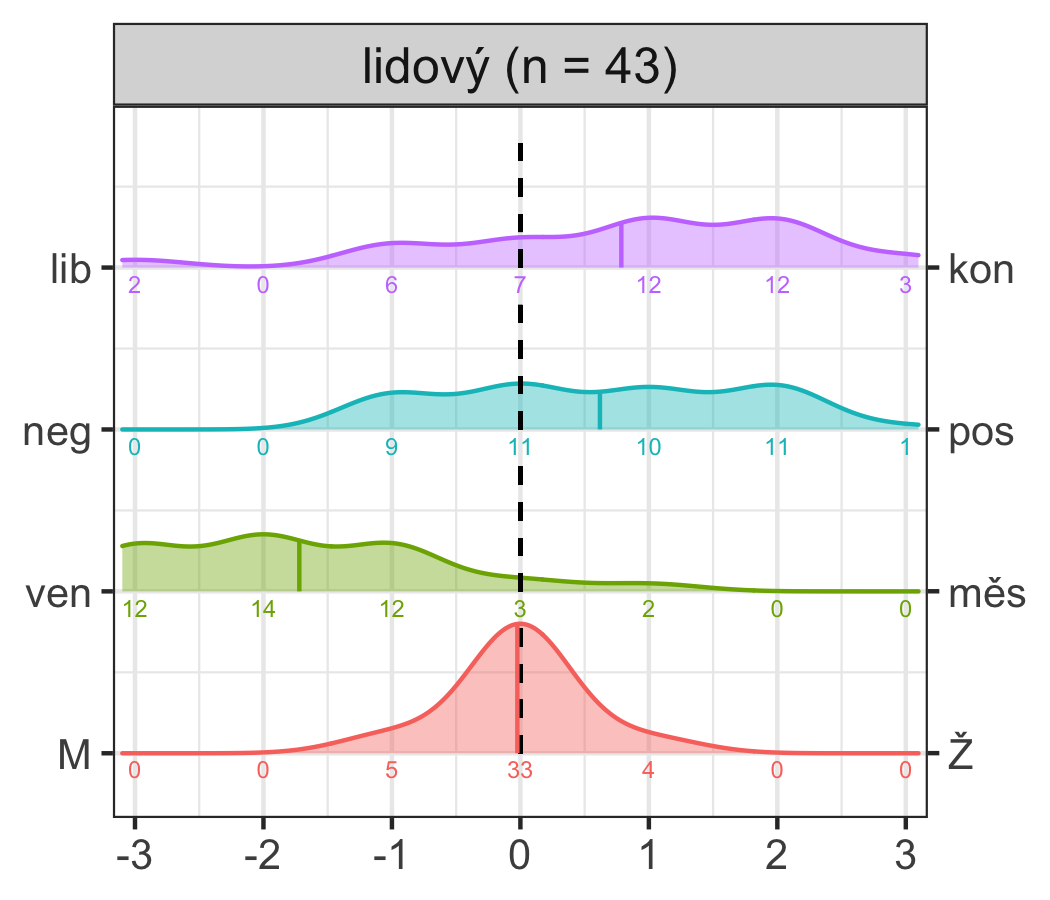 lidový (n = 43)
lib kon
2 0 6 7 12 12 3
neg pos
0 0 9 11 10 11 1
ven měs
12 14 12 3 2 0 0
M Ž
0 0 5 33 4 0 0
-3 -2 -1 0 1 2 3